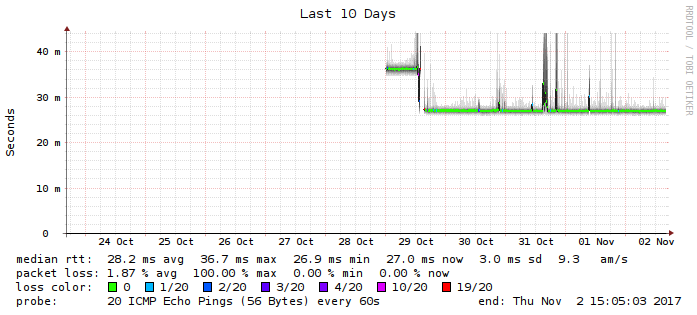 Last 10 Days
RRDTOOL / TOBI OETIKER
Seconds
40 m
30 m
20 m
10 m
0
24 Oct 25 Oct 26 Oct 27 Oct 28 Oct 29 Oct 30 Oct 31 Oct 01 Nov 02 Nov
median rtt: 28.2 ms avg 36.7 ms max 26.9 ms min 27.0 ms now 3.0 ms sd 9.3 am/s
packet loss: 1.87 % avg 100.00 % max 0.00 % min 0.00 % now
loss color: 0 1/20 2/20 3/20 4/20 10/20 19/20
probe: 20 ICMP Echo Pings (56 Bytes) every 60s end: Thu Nov 2 15:05:03 2017